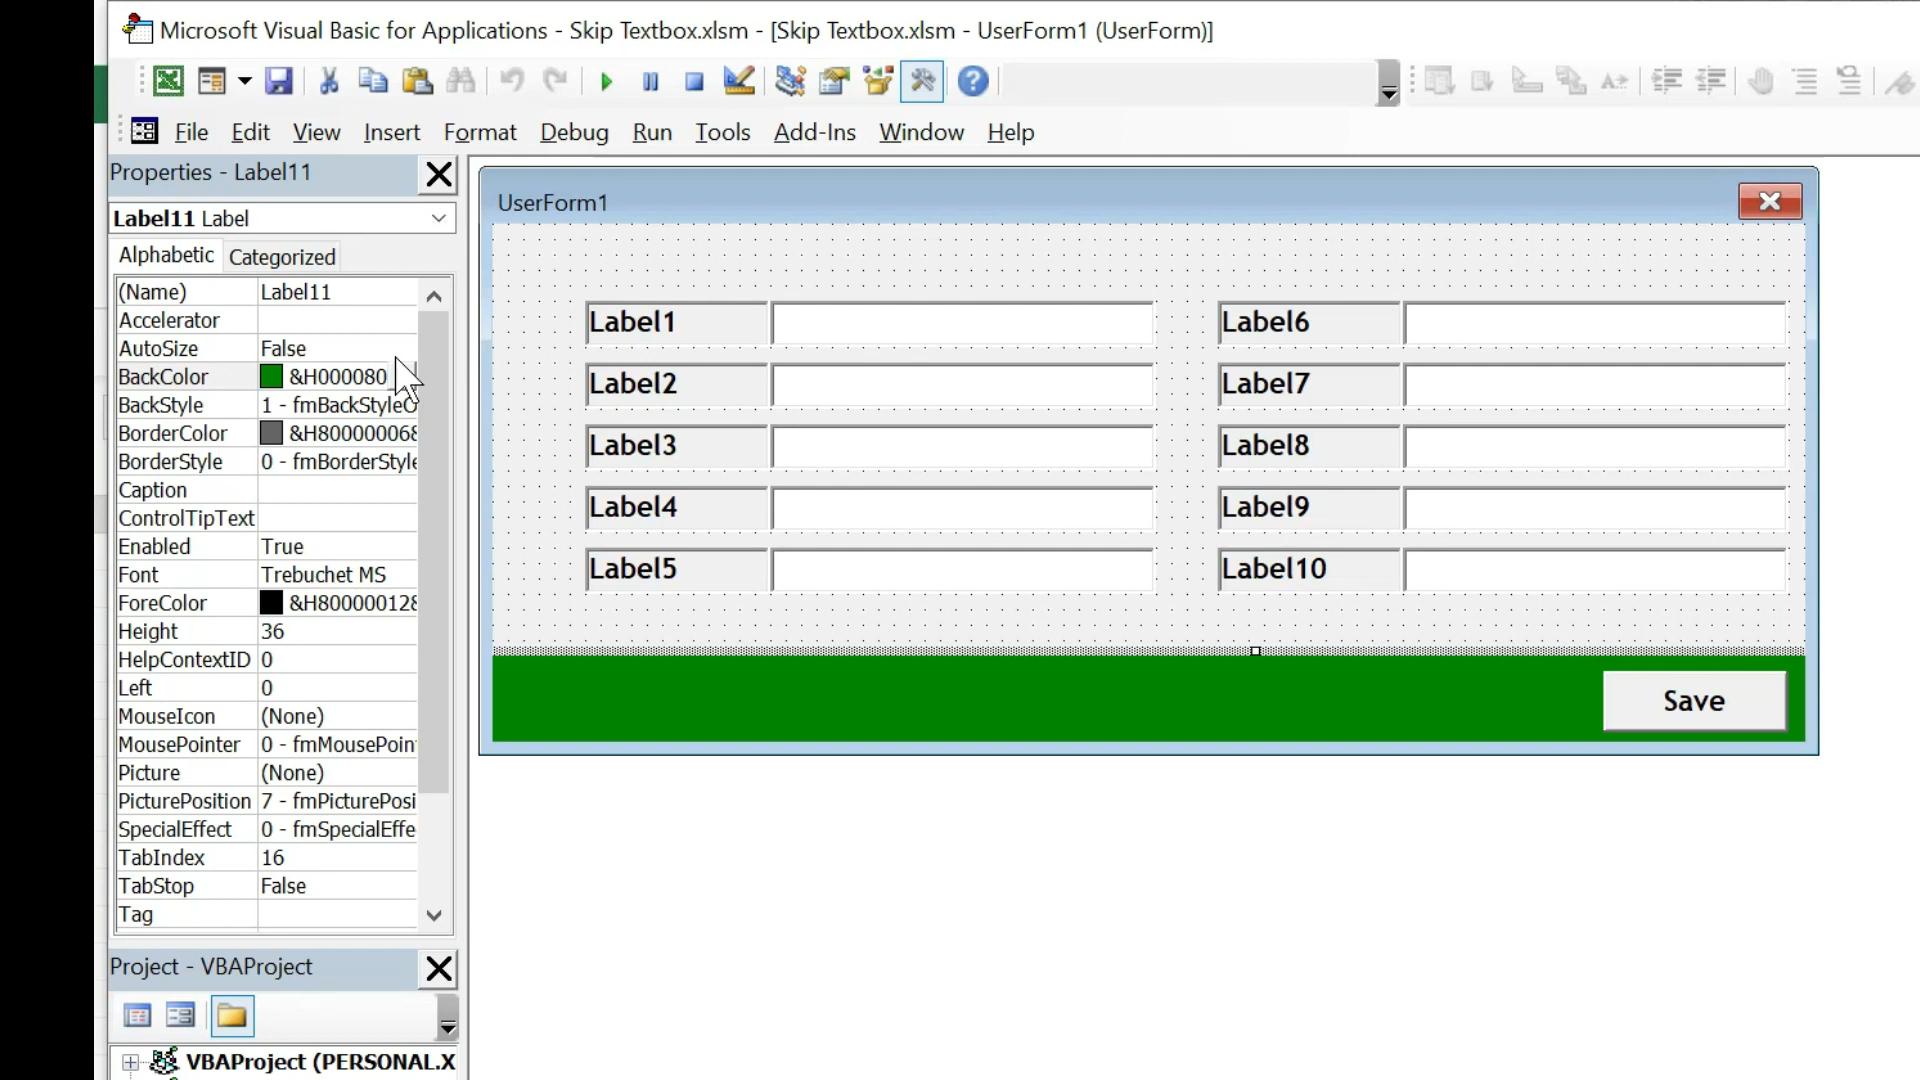 Microsoft Visual Basic for Applications - Skip Textbox.xlsm - [Skip Textbox.xlsm - UserForm1 (UserForm)]
File Edit View Insert Format Debug Run Tools Add-Ins Window Help
Properties - Label11
Label11 Label
Alphabetic Categorized
(Name) Label11
Accelerator
AutoSize False
BackColor &H000080
BackStyle 1 - fmBackStyleO
BorderColor &H80000006&
BorderStyle 0 - fmBorderStyle
Caption
ControlTipText
Enabled True
Font Trebuchet MS
ForeColor &H80000012&
Height 36
HelpContextID 0
Left 0
MouseIcon (None)
MousePointer 0 - fmMousePoint
Picture (None)
PicturePosition 7 - fmPicturePosi
SpecialEffect 0 - fmSpecialEffe
TabIndex 16
TabStop False
Tag
Project - VBAProject
VBAProject (PERSONAL.X
UserForm1
Label1 Label6
Label2 Label7
Label3 Label8
Label4 Label9
Label5 Label10
Save